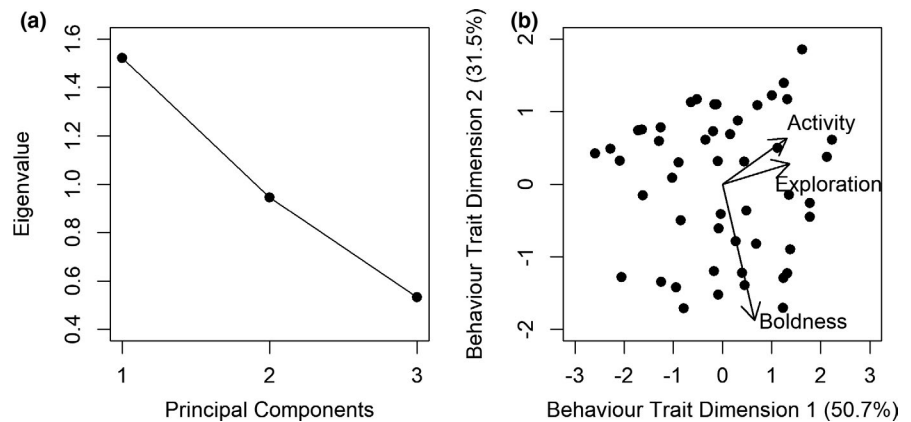 (a)
Eigenvalue
1.6
1.4
1.2
1.0
0.8
0.6
0.4
1 2 3
Principal Components
(b)
Behaviour Trait Dimension 2 (31.5%)
2
1
0
-1
-2
Activity
Exploration
Boldness
-3 -2 -1 0 1 2 3
Behaviour Trait Dimension 1 (50.7%)